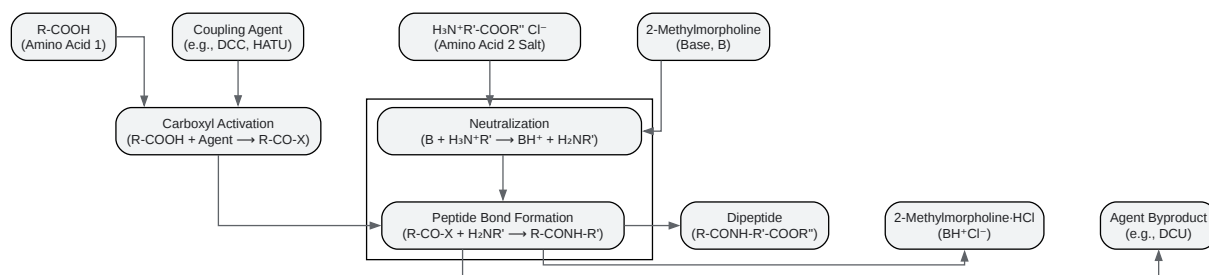 R-COOH
(Amino Acid 1)
Coupling Agent
(e.g., DCC, HATU)
H₃N⁺R'-COOR" Cl⁻
(Amino Acid 2 Salt)
2-Methylmorpholine
(Base, B)
Carboxyl Activation
(R-COOH + Agent ⟶ R-CO-X)
Neutralization
(B + H₃N⁺R' ⟶ BH⁺ + H₂NR')
Peptide Bond Formation
(R-CO-X + H₂NR' ⟶ R-CONH-R')
Dipeptide
(R-CONH-R'-COOR")
2-Methylmorpholine·HCl
(BH⁺Cl⁻)
Agent Byproduct
(e.g., DCU)